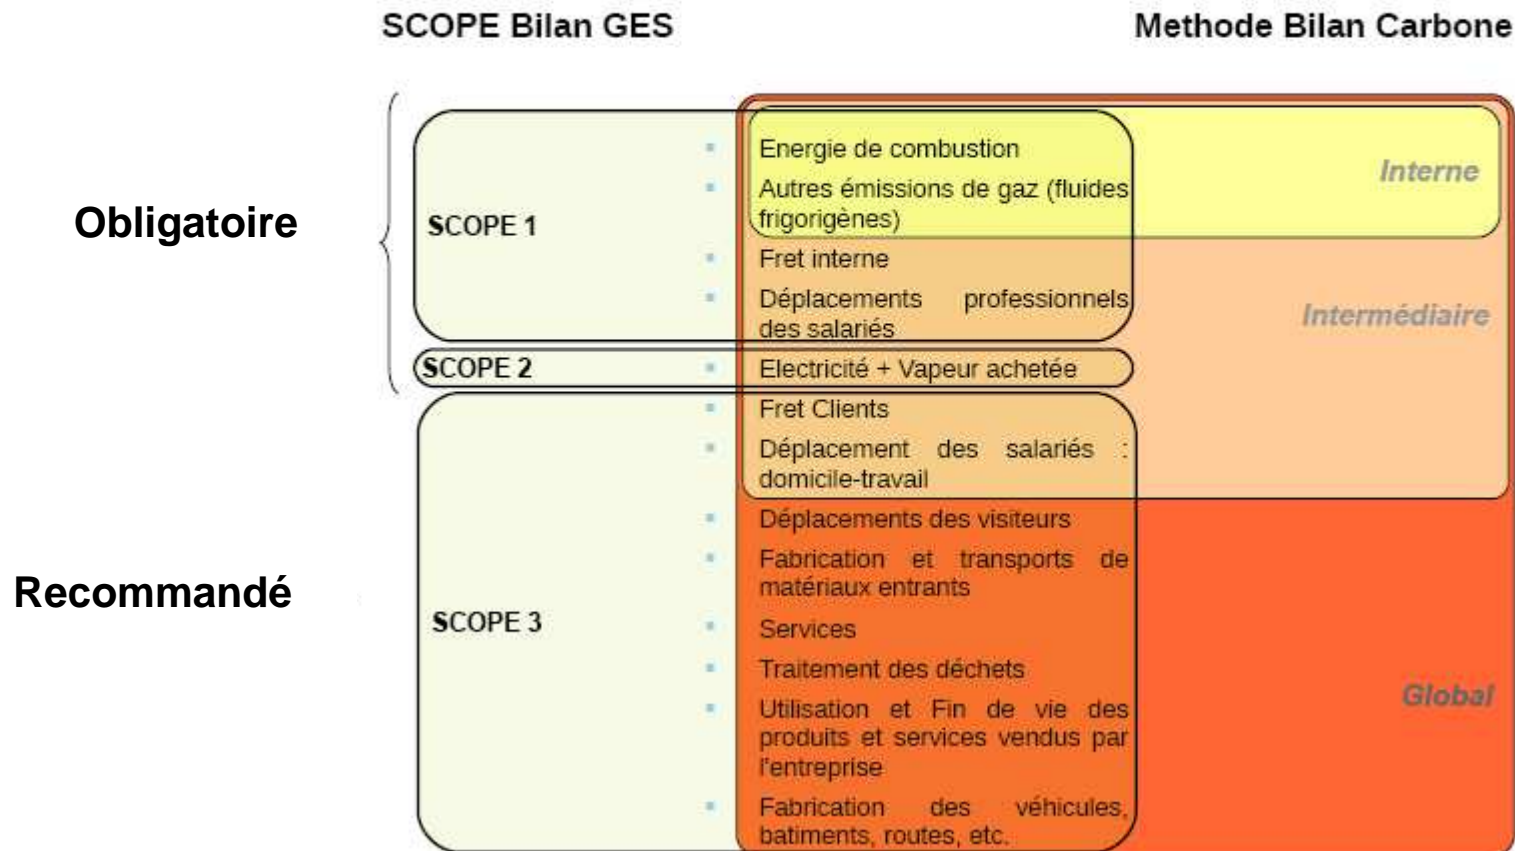 SCOPE Bilan GES
Methode Bilan Carbone
Obligatoire
SCOPE 1
Energie de combustion
Autres émissions de gaz (fluides
frigorigènes)
Interne
Fret interne
Déplacements professionnels
des salariés
Intermédiaire
SCOPE 2
Electricité + Vapeur achetée
Recommandé
SCOPE 3
Fret Clients
Déplacement des salariés :
domicile-travail
Déplacements des visiteurs
Fabrication et transports de
matériaux entrants
Services
Traitement des déchets
Utilisation et Fin de vie des
produits et services vendus par
l'entreprise
Fabrication des véhicules,
batiments, routes, etc.
Global